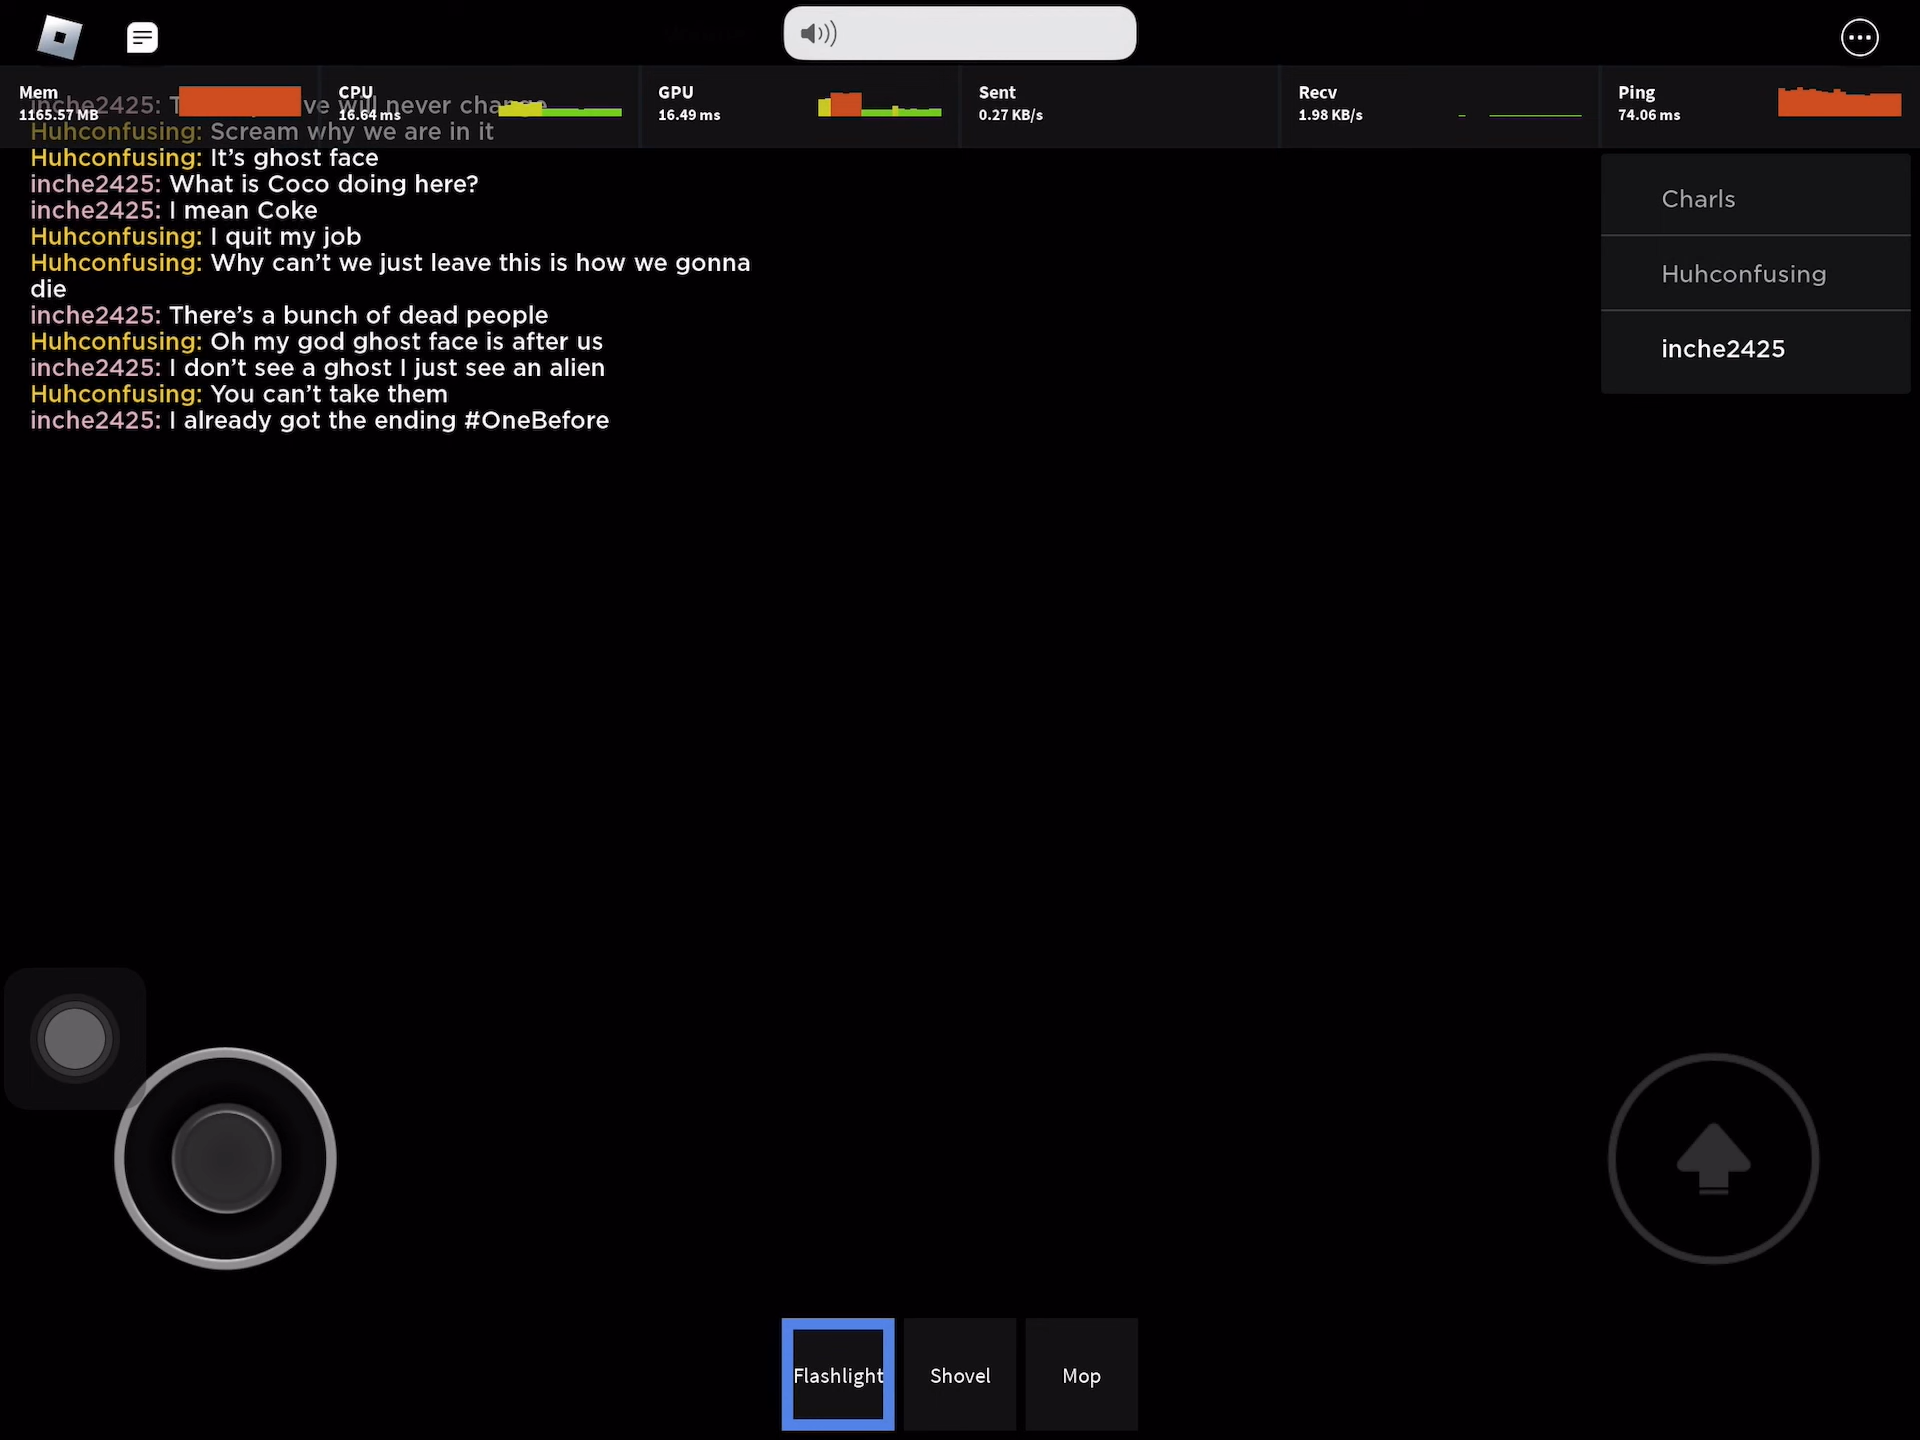 Mem
1165.57 MB
CPU
16.64 ms
GPU
16.49 ms
Sent
0.27 KB/s
Recv
1.98 KB/s
Ping
74.06 ms
inche2425: will never change
Huhconfusing: Scream why we are in it
Huhconfusing: It's ghost face
inche2425: What is Coco doing here?
inche2425: I mean Coke
Huhconfusing: I quit my job
Huhconfusing: Why can't we just leave this is how we gonna
die
inche2425: There's a bunch of dead people
Huhconfusing: Oh my god ghost face is after us
inche2425: I don't see a ghost I just see an alien
Huhconfusing: You can't take them
inche2425: I already got the ending #OneBefore
Charls
Huhconfusing
inche2425
Flashlight
Shovel
Mop